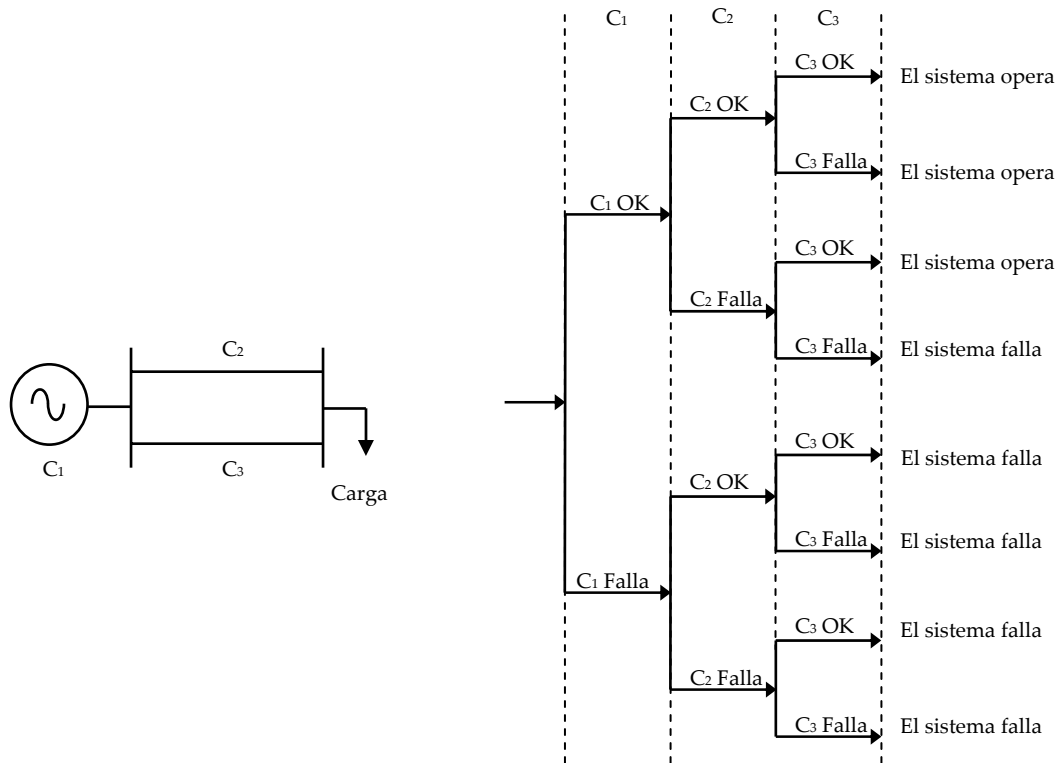 C₁
C₂
C₃
C₃ OK
El sistema opera
C₂ OK
C₃ Falla
El sistema opera
C₁ OK
C₃ OK
El sistema opera
C₂ Falla
C₃ Falla
El sistema falla
C₂
C₁
C₃
Carga
C₃ OK
El sistema falla
C₂ OK
C₃ Falla
El sistema falla
C₁ Falla
C₃ OK
El sistema falla
C₂ Falla
C₃ Falla
El sistema falla